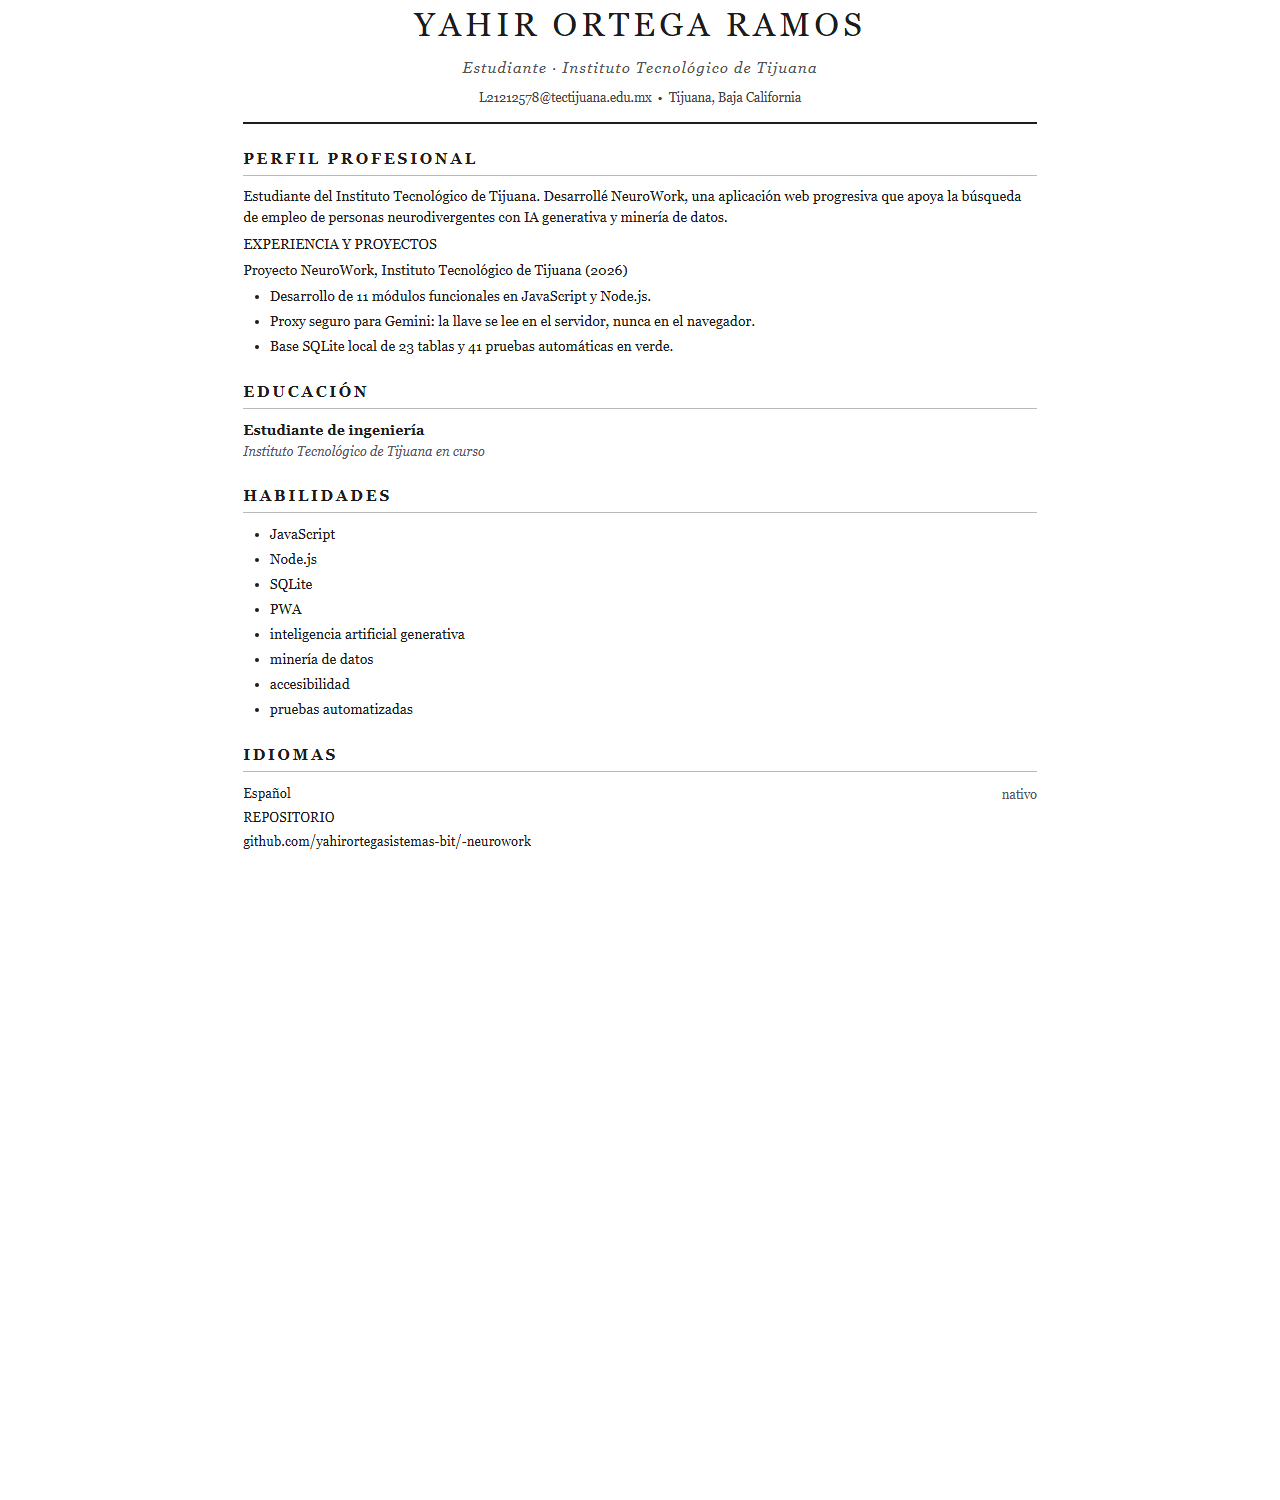 YAHIR ORTEGA RAMOS
Estudiante · Instituto Tecnológico de Tijuana
L21212578@tectijuana.edu.mx • Tijuana, Baja California
PERFIL PROFESIONAL
Estudiante del Instituto Tecnológico de Tijuana. Desarrollé NeuroWork, una aplicación web progresiva que apoya la búsqueda
de empleo de personas neurodivergentes con IA generativa y minería de datos.
EXPERIENCIA Y PROYECTOS
Proyecto NeuroWork, Instituto Tecnológico de Tijuana (2026)
• Desarrollo de 11 módulos funcionales en JavaScript y Node.js.
• Proxy seguro para Gemini: la llave se lee en el servidor, nunca en el navegador.
• Base SQLite local de 23 tablas y 41 pruebas automáticas en verde.
EDUCACIÓN
Estudiante de ingeniería
Instituto Tecnológico de Tijuana en curso
HABILIDADES
• JavaScript
• Node.js
• SQLite
• PWA
• inteligencia artificial generativa
• minería de datos
• accesibilidad
• pruebas automatizadas
IDIOMAS
Español nativo
REPOSITORIO
github.com/yahirortegasistemas-bit/-neurowork